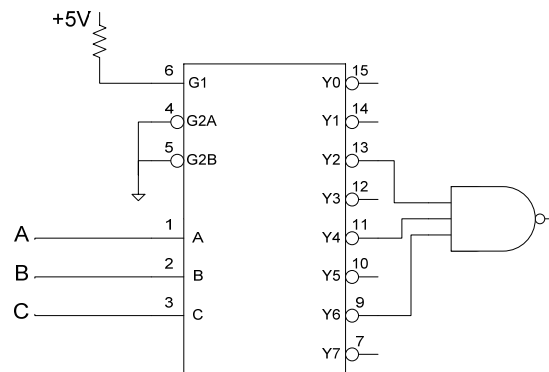 +5V
6 G1 Y0 15
4 G2A Y1 14
5 G2B Y2 13
Y3 12
A 1 A Y4 11
B 2 B Y5 10
C 3 C Y6 9
Y7 7